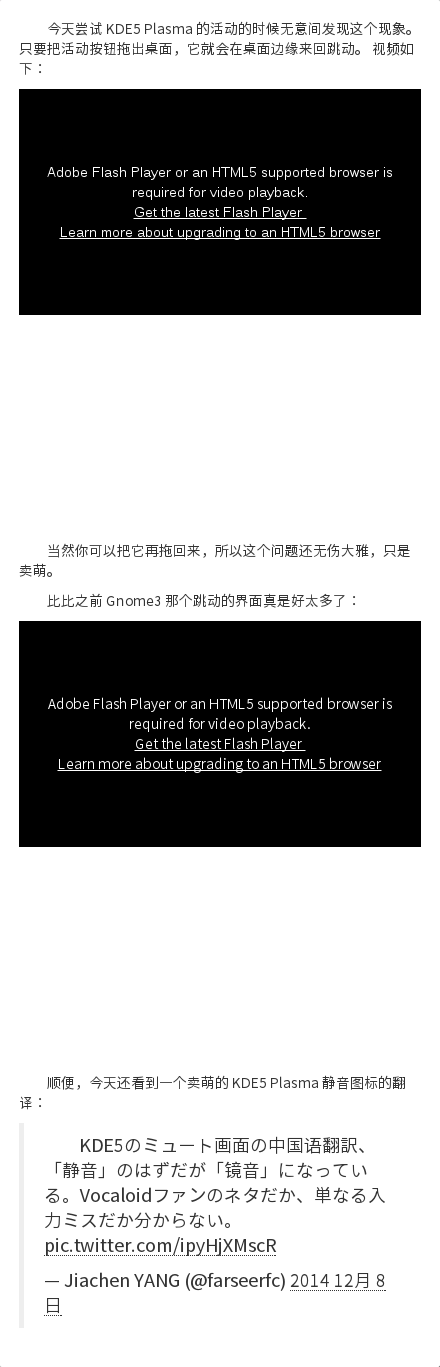 今天尝试 KDE5 Plasma 的活动的时候无意间发现这个现象。
只要把活动按钮拖出桌面，它就会在桌面边缘来回跳动。 视频如
下：
Adobe Flash Player or an HTML5 supported browser is
required for video playback.
Get the latest Flash Player
Learn more about upgrading to an HTML5 browser
当然你可以把它再拖回来，所以这个问题还无伤大雅，只是
卖萌。
比比之前 Gnome3 那个跳动的界面真是好太多了：
Adobe Flash Player or an HTML5 supported browser is
required for video playback.
Get the latest Flash Player
Learn more about upgrading to an HTML5 browser
顺便，今天还看到一个卖萌的 KDE5 Plasma 静音图标的翻
译：
KDE5のミュート画面の中国语翻訳、
「静音」のはずだが「镜音」になってい
る。Vocaloidファンのネタだか、単なる入
力ミスだか分からない。
pic.twitter.com/ipyHjXMscR
— Jiachen YANG (@farseerfc) 2014 12月 8
日